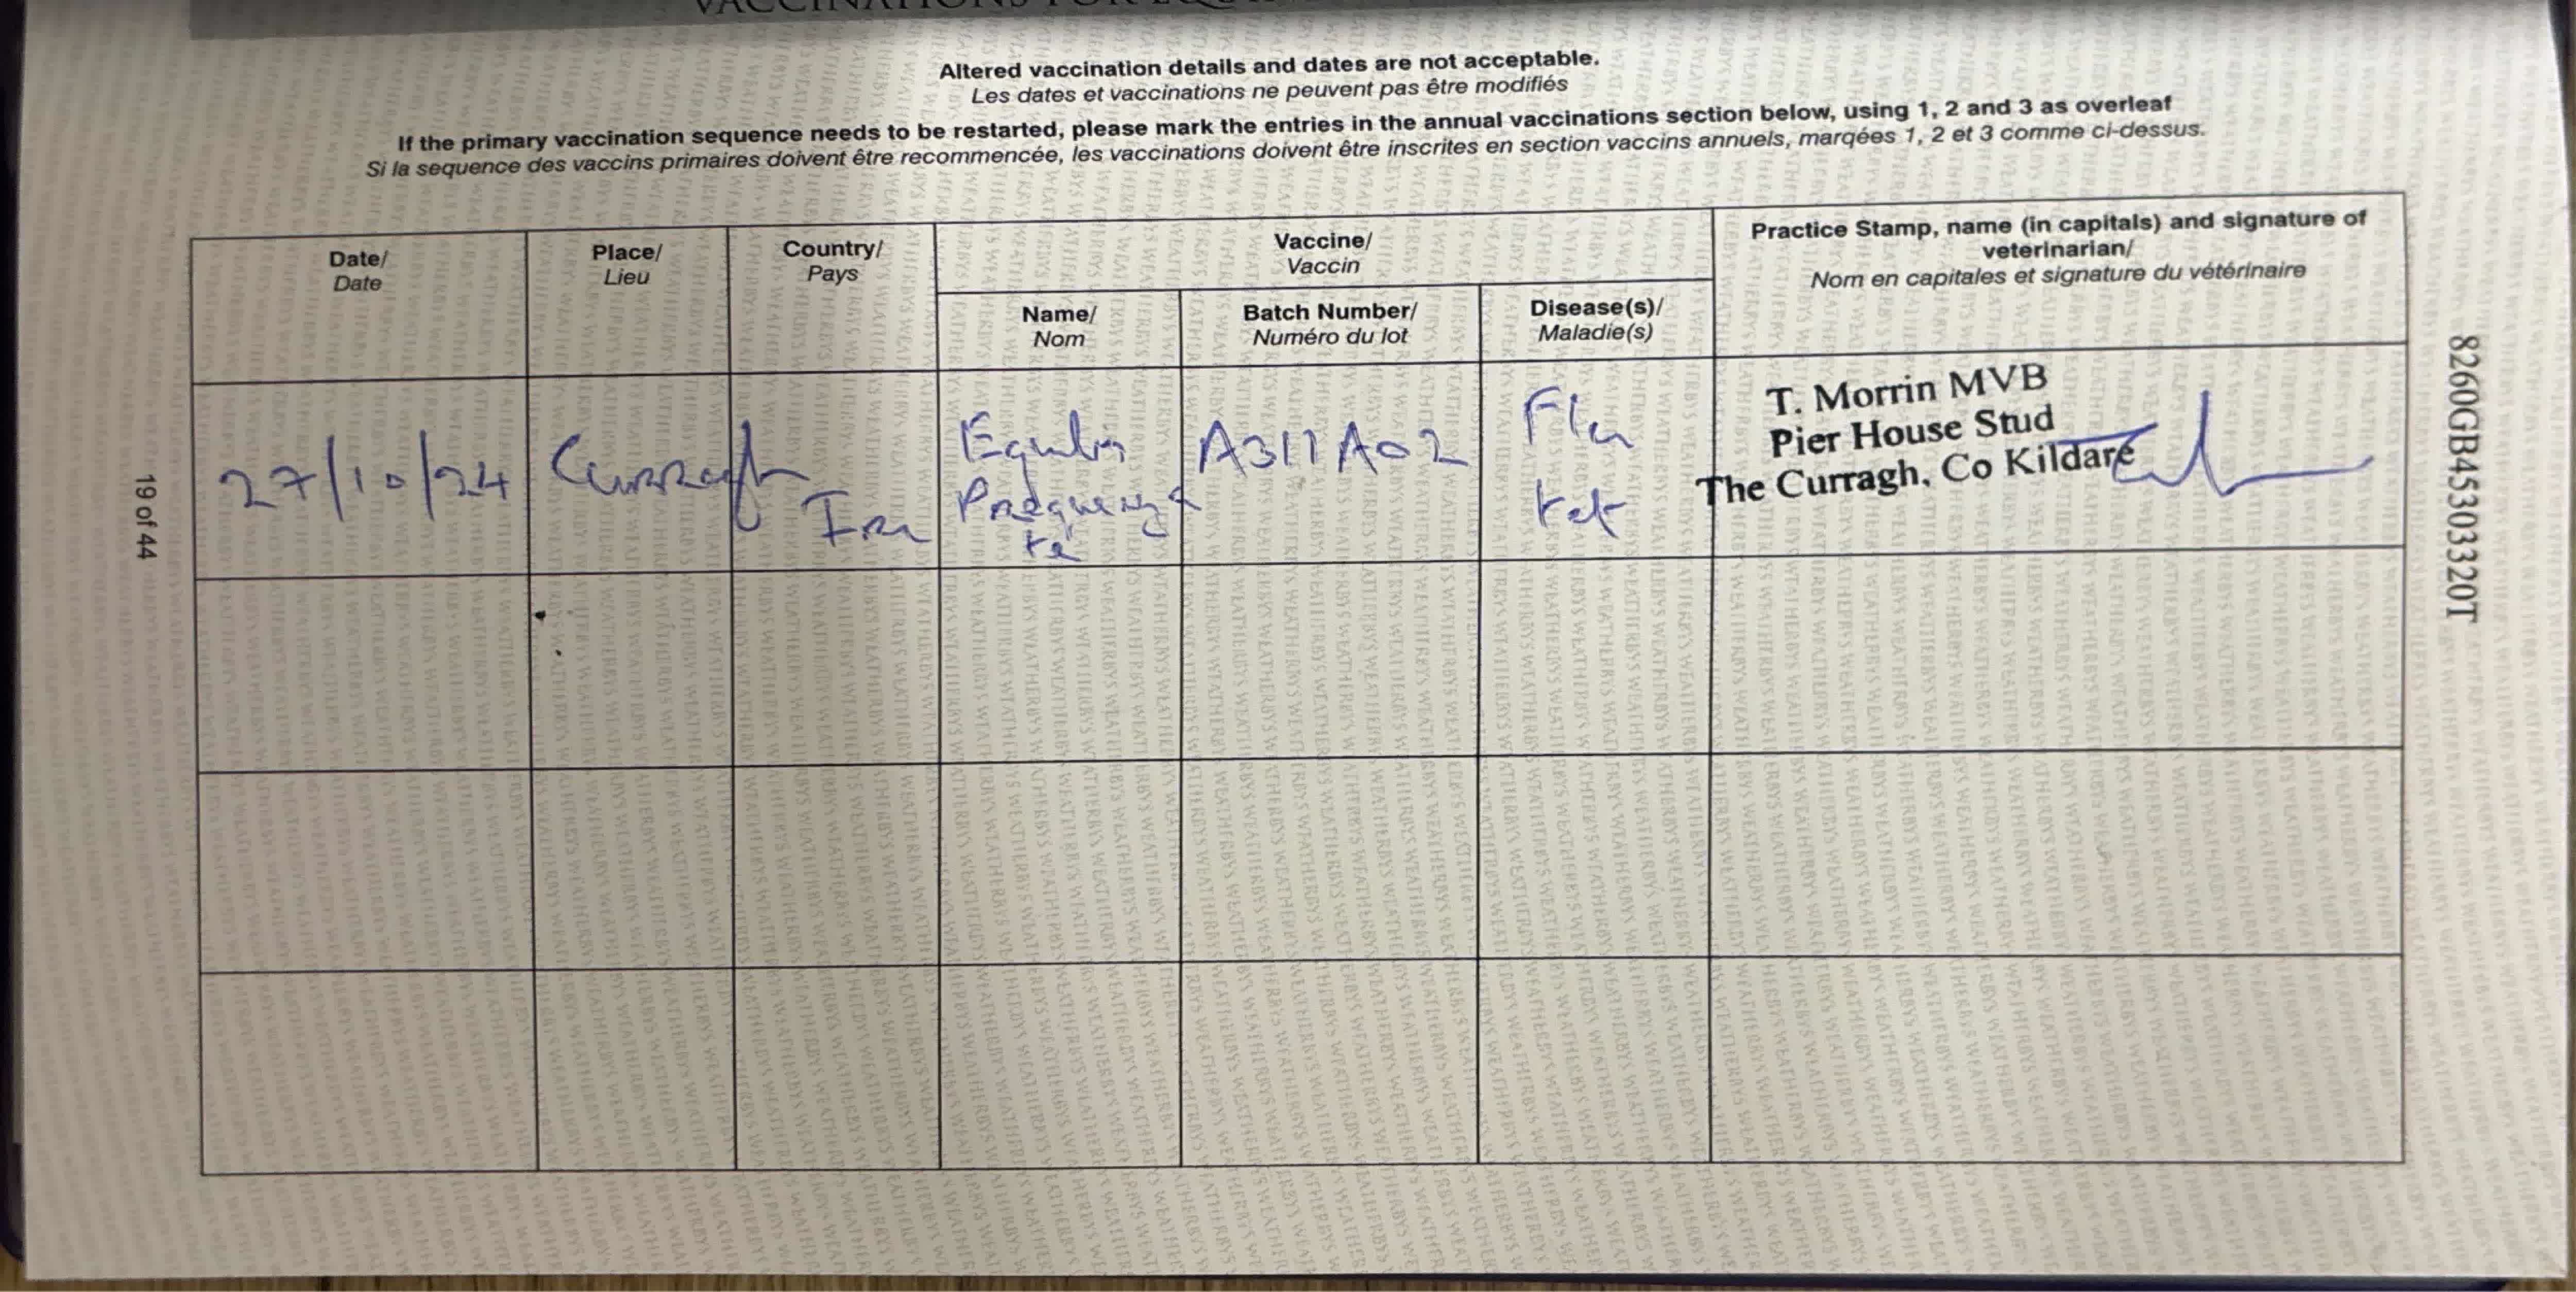 VACCINATIONS FOR EQUI
Altered vaccination details and dates are not acceptable.
Les dates et vaccinations ne peuvent pas être modifiés
If the primary vaccination sequence needs to be restarted, please mark the entries in the annual vaccinations section below, using 1, 2 and 3 as overleaf
Si la sequence des vaccins primaires doivent être recommencée, les vaccinations doivent être inscrites en section vaccins annuels, marqées 1, 2 et 3 comme ci-dessus.
Date/
Date
Place/
Lieu
Country/
Pays
Vaccine/
Vaccin
Name/
Nom
Batch Number/
Numéro du lot
Disease(s)/
Maladie(s)
Practice Stamp, name (in capitals) and signature of
veterinarian/
Nom en capitales et signature du vétérinaire
27/10/24
Curragh
Ire
Equilis
Prequenza
te
A311A02
Flu
tet
T. Morrin MVB
Pier House Stud
The Curragh, Co Kildare
19 of 44
8260GB45303320T